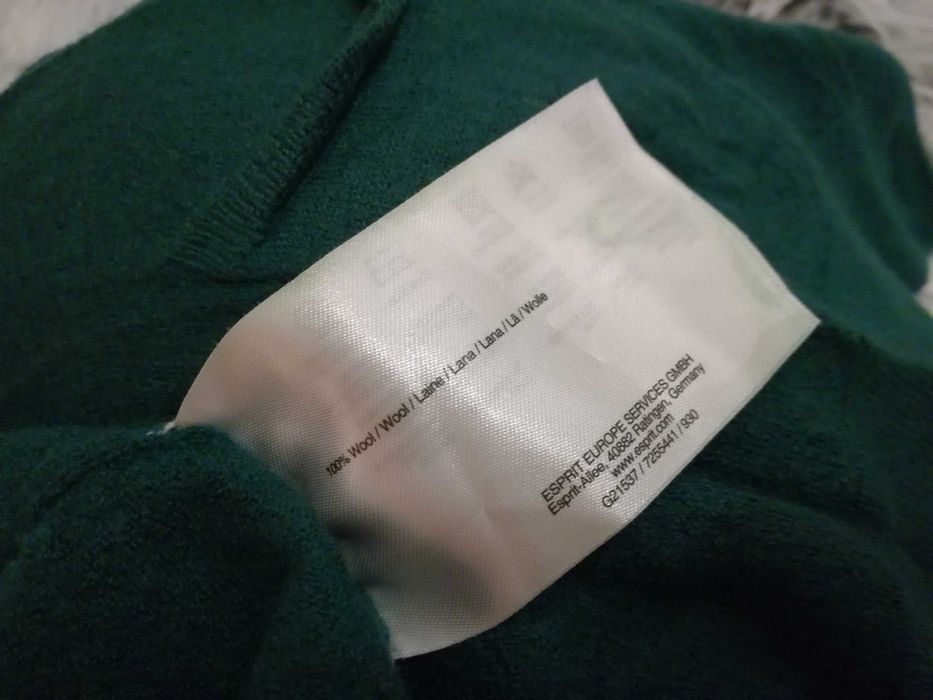 100% Wool / Wool / Laine / Lana / Lana / Lã / Wolle
ESPRIT EUROPE SERVICES GMBH
Esprit-Allee, 40882 Ratingen, Germany
www.esprit.com
G21537 / 7255441 / 930